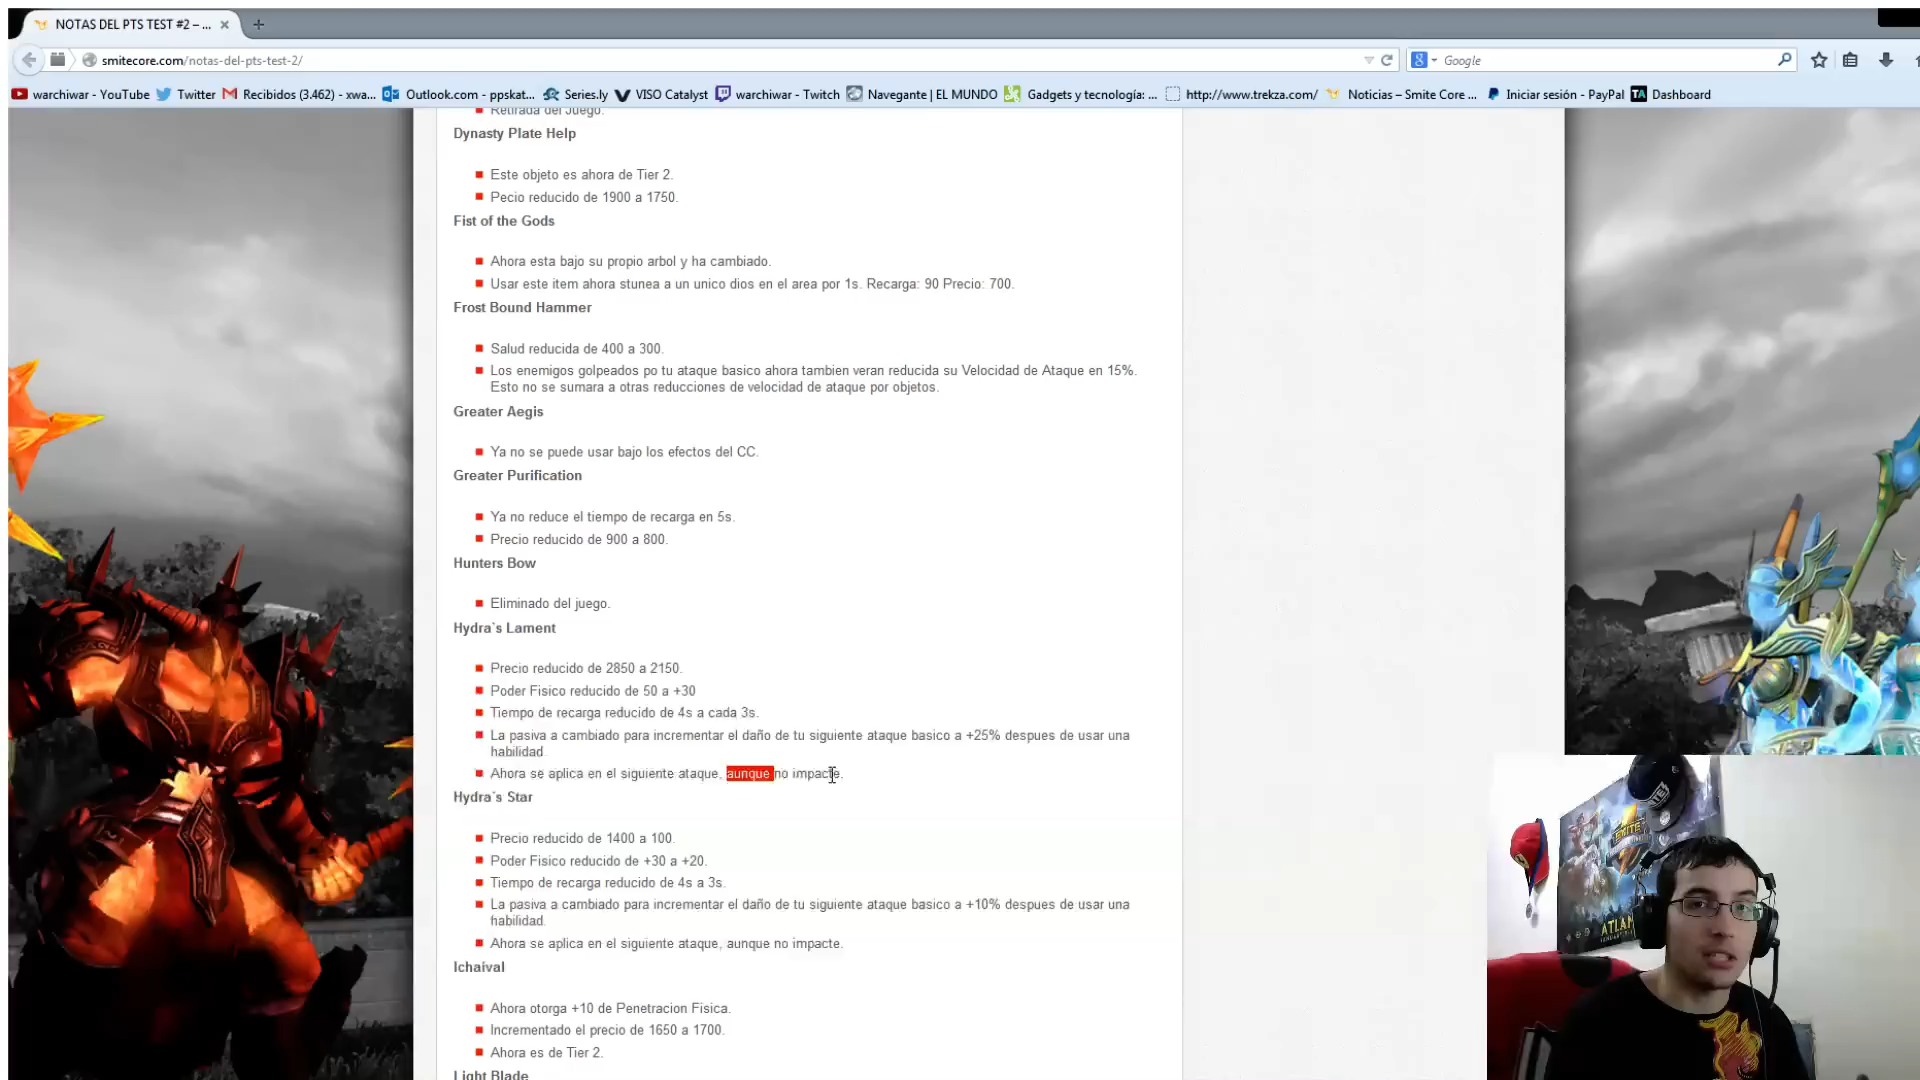 NOTAS DEL PTS TEST #2 – ...
smitecore.com/notas-del-pts-test-2/
Google
warchiwar - YouTube
Twitter
Recibidos (3.462) - xwa...
Outlook.com - ppskat...
Series.ly
VISO Catalyst
warchiwar - Twitch
Navegante | EL MUNDO
Gadgets y tecnología: ...
http://www.trekza.com/
Noticias – Smite Core ...
Iniciar sesión - PayPal
Dashboard
Retirada del Juego.
Dynasty Plate Help
Este objeto es ahora de Tier 2.
Pecio reducido de 1900 a 1750.
Fist of the Gods
Ahora esta bajo su propio arbol y ha cambiado.
Usar este item ahora stunea a un unico dios en el area por 1s. Recarga: 90 Precio: 700.
Frost Bound Hammer
Salud reducida de 400 a 300.
Los enemigos golpeados po tu ataque basico ahora tambien veran reducida su Velocidad de Ataque en 15%.
Esto no se sumara a otras reducciones de velocidad de ataque por objetos.
Greater Aegis
Ya no se puede usar bajo los efectos del CC.
Greater Purification
Ya no reduce el tiempo de recarga en 5s.
Precio reducido de 900 a 800.
Hunters Bow
Eliminado del juego.
Hydra`s Lament
Precio reducido de 2850 a 2150.
Poder Fisico reducido de 50 a +30
Tiempo de recarga reducido de 4s a cada 3s.
La pasiva a cambiado para incrementar el daño de tu siguiente ataque basico a +25% despues de usar una
habilidad.
Ahora se aplica en el siguiente ataque, aunque no impacte.
Hydra`s Star
Precio reducido de 1400 a 100.
Poder Fisico reducido de +30 a +20.
Tiempo de recarga reducido de 4s a 3s.
La pasiva a cambiado para incrementar el daño de tu siguiente ataque basico a +10% despues de usar una
habilidad.
Ahora se aplica en el siguiente ataque, aunque no impacte.
Ichaival
Ahora otorga +10 de Penetracion Fisica.
Incrementado el precio de 1650 a 1700.
Ahora es de Tier 2.
Light Blade
SMITE